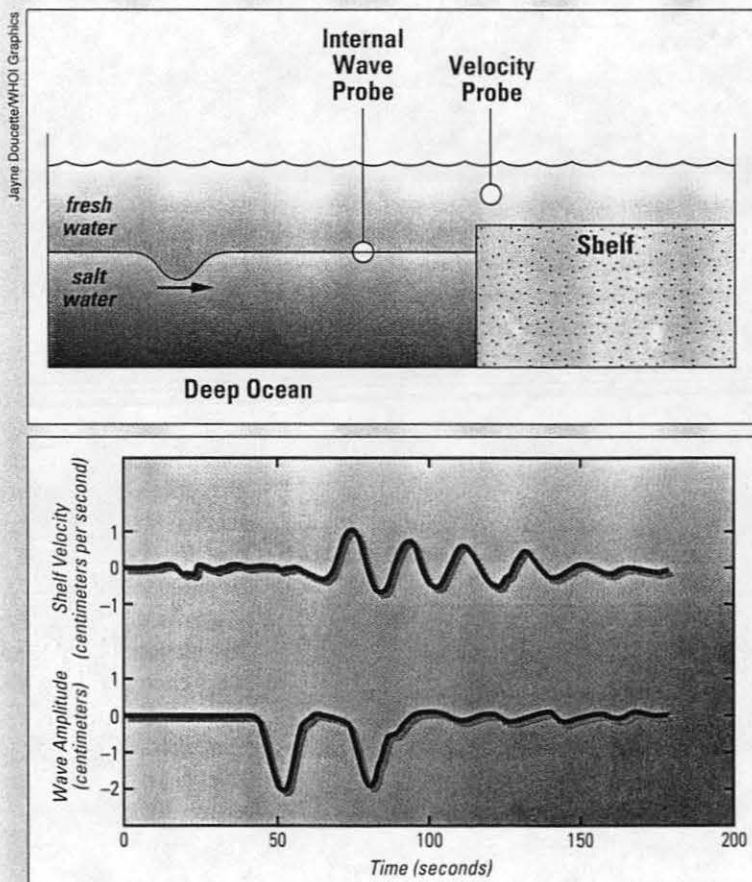 Jayne Doucette/WHOI Graphics
Internal
Wave
Probe
Velocity
Probe
fresh
water
salt
water
Shelf
Deep Ocean
Shelf Velocity
(centimeters per second)
1
0
−1
Wave Amplitude
(centimeters)
1
0
−1
−2
0
50
100
150
200
Time (seconds)